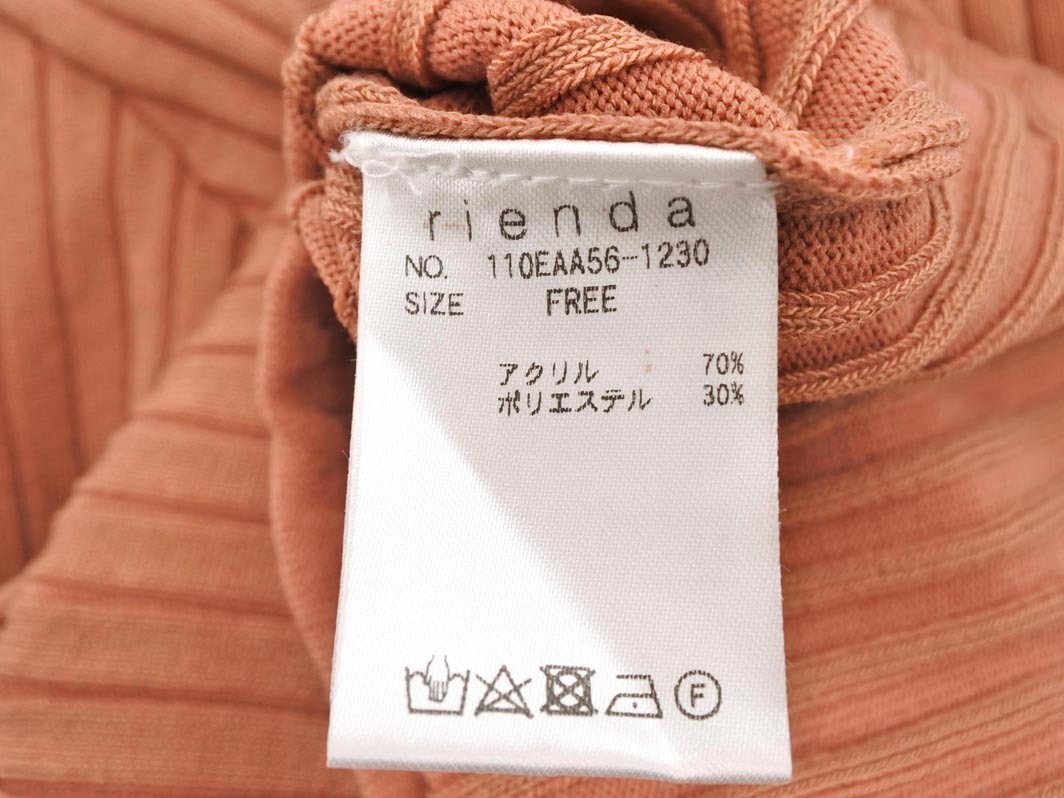 rienda
NO. 110EAA56-1230
SIZE FREE
アクリル 70%
ポリエステル 30%
F